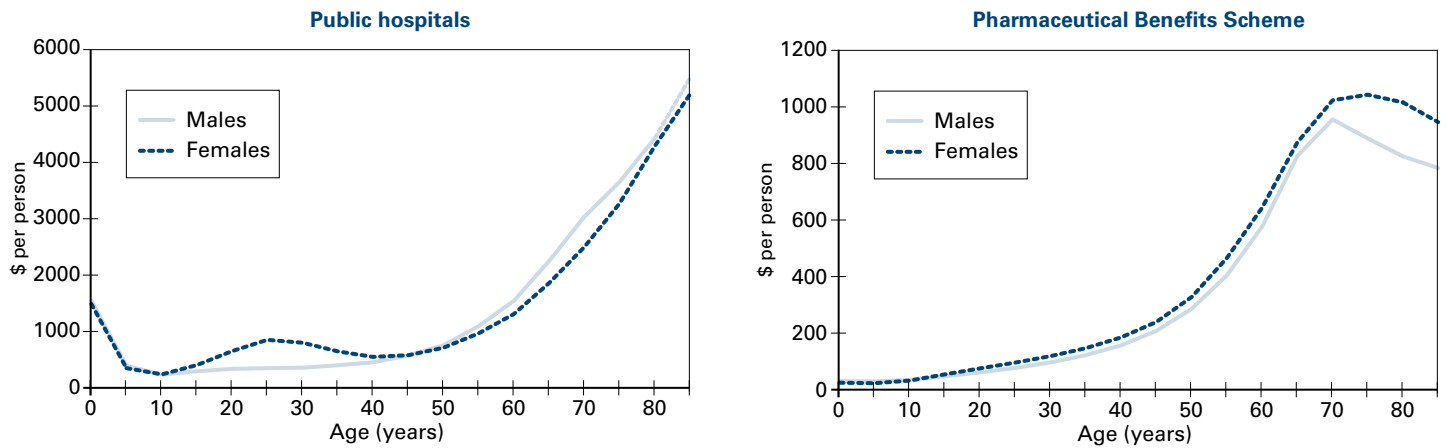 Public hospitals
6000
5000
4000
3000
2000
1000
0
$ per person
Males
Females
0 10 20 30 40 50 60 70 80
Age (years)
Pharmaceutical Benefits Scheme
1200
1000
800
600
400
200
0
$ per person
Males
Females
0 10 20 30 40 50 60 70 80
Age (years)